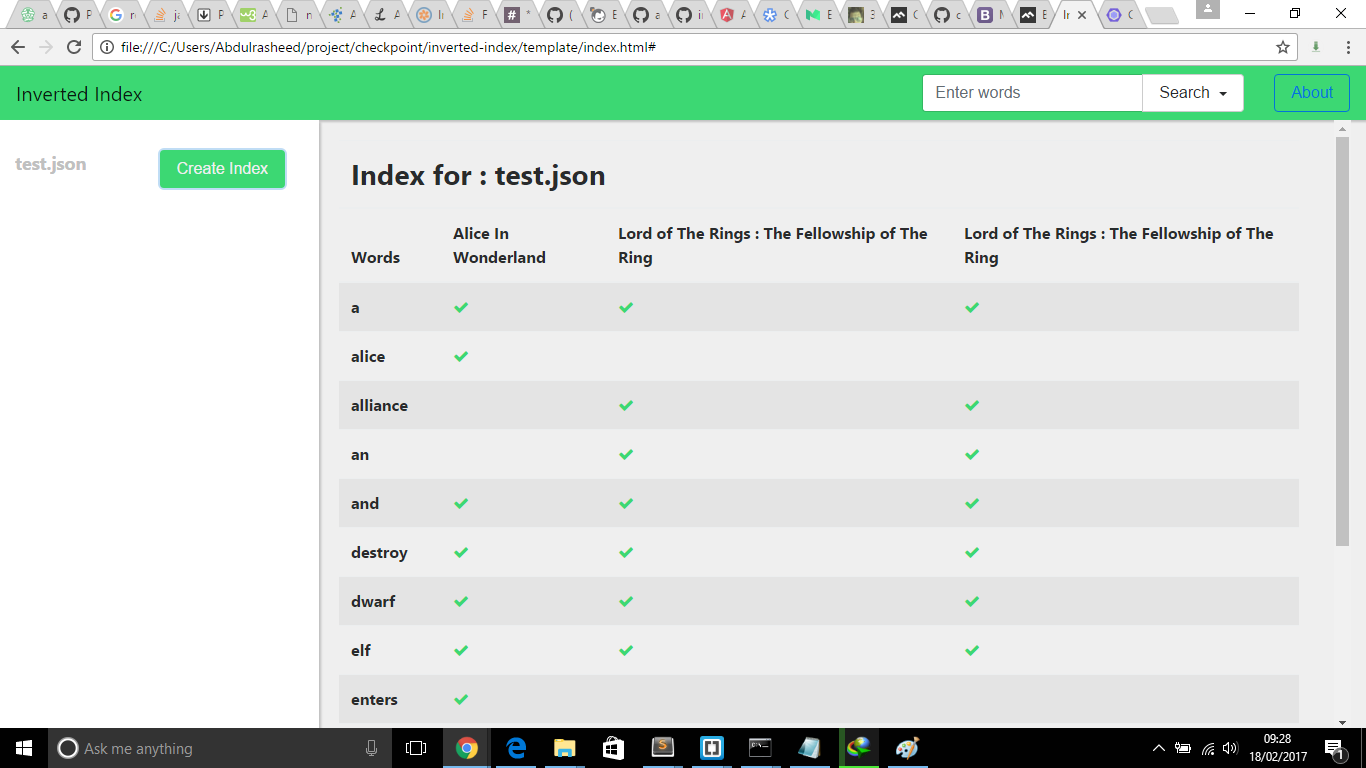 file:///C:/Users/Abdulrasheed/project/checkpoint/inverted-index/template/index.html#
Inverted Index
Enter words
Search
About
test.json
Create Index
Index for : test.json
Words
Alice In
Wonderland
Lord of The Rings : The Fellowship of The
Ring
Lord of The Rings : The Fellowship of The
Ring
a
alice
alliance
an
and
destroy
dwarf
elf
enters
Ask me anything
09:28
18/02/2017
1